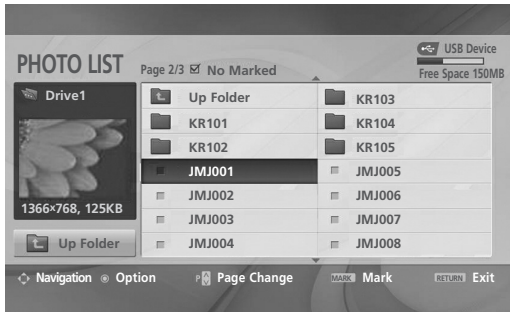 USB Device
PHOTO LIST
Page 2/3 No Marked
Free Space 150MB
Drive1
Up Folder
KR103
KR101
KR104
KR102
KR105
JMJ001
JMJ005
JMJ002
JMJ006
1366×768, 125KB
JMJ003
JMJ007
Up Folder
JMJ004
JMJ008
Navigation Option P Page Change MARK Mark RETURN Exit